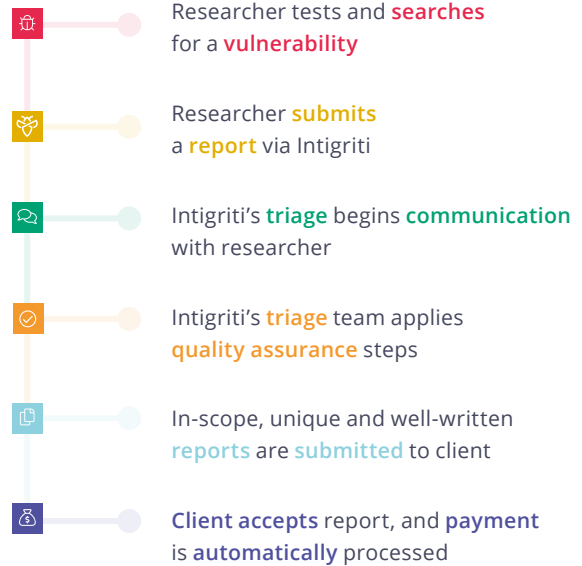 Researcher tests and searches
for a vulnerability
Researcher submits
a report via Intigriti
Intigriti’s triage begins communication
with researcher
Intigriti’s triage team applies
quality assurance steps
In-scope, unique and well-written
reports are submitted to client
Client accepts report, and payment
is automatically processed